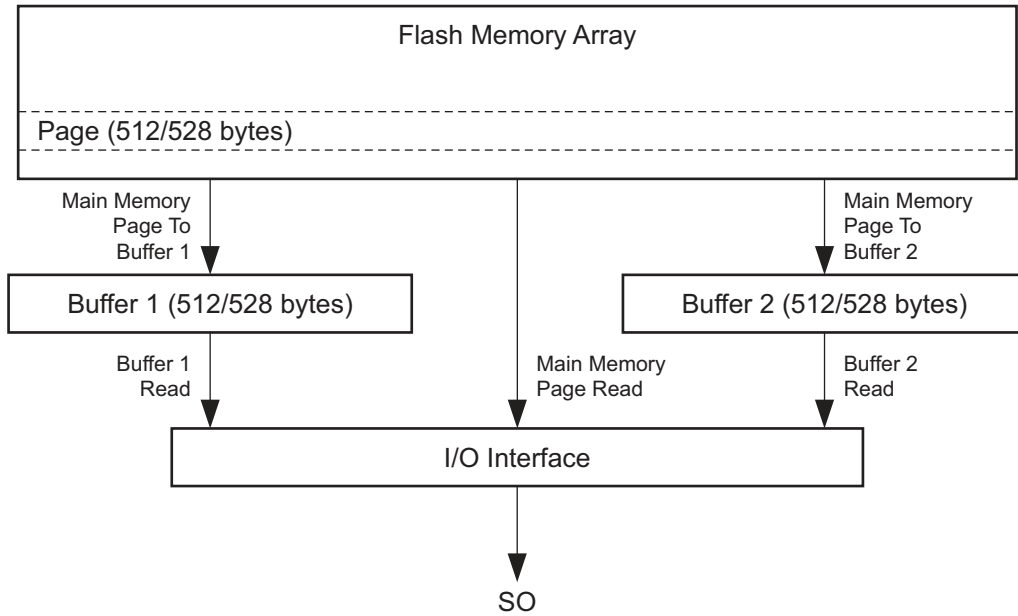 Flash Memory Array
Page (512/528 bytes)
Main Memory
Page To
Buffer 1
Main Memory
Page To
Buffer 2
Buffer 1 (512/528 bytes)
Buffer 2 (512/528 bytes)
Buffer 1
Read
Main Memory
Page Read
Buffer 2
Read
I/O Interface
SO